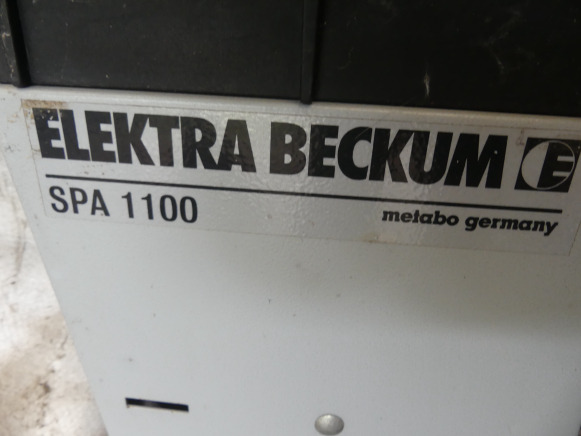 ELEKTRA BECKUM E
SPA 1100
metabo germany